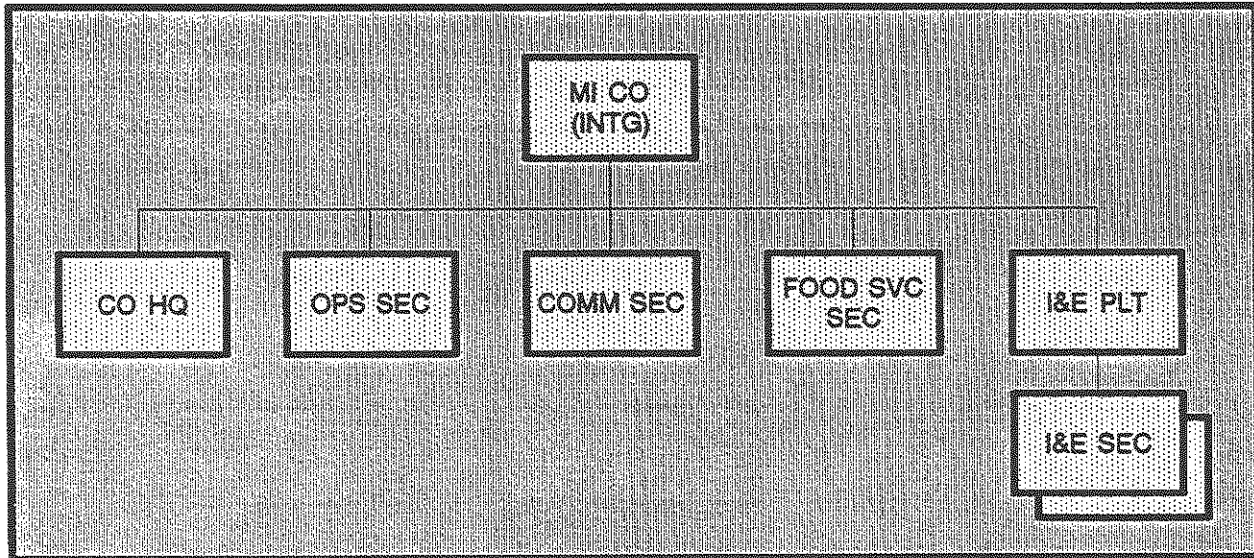 MI CO
(INTG)
CO HQ
OPS SEC
COMM SEC
FOOD SVC
SEC
I&E PLT
I&E SEC